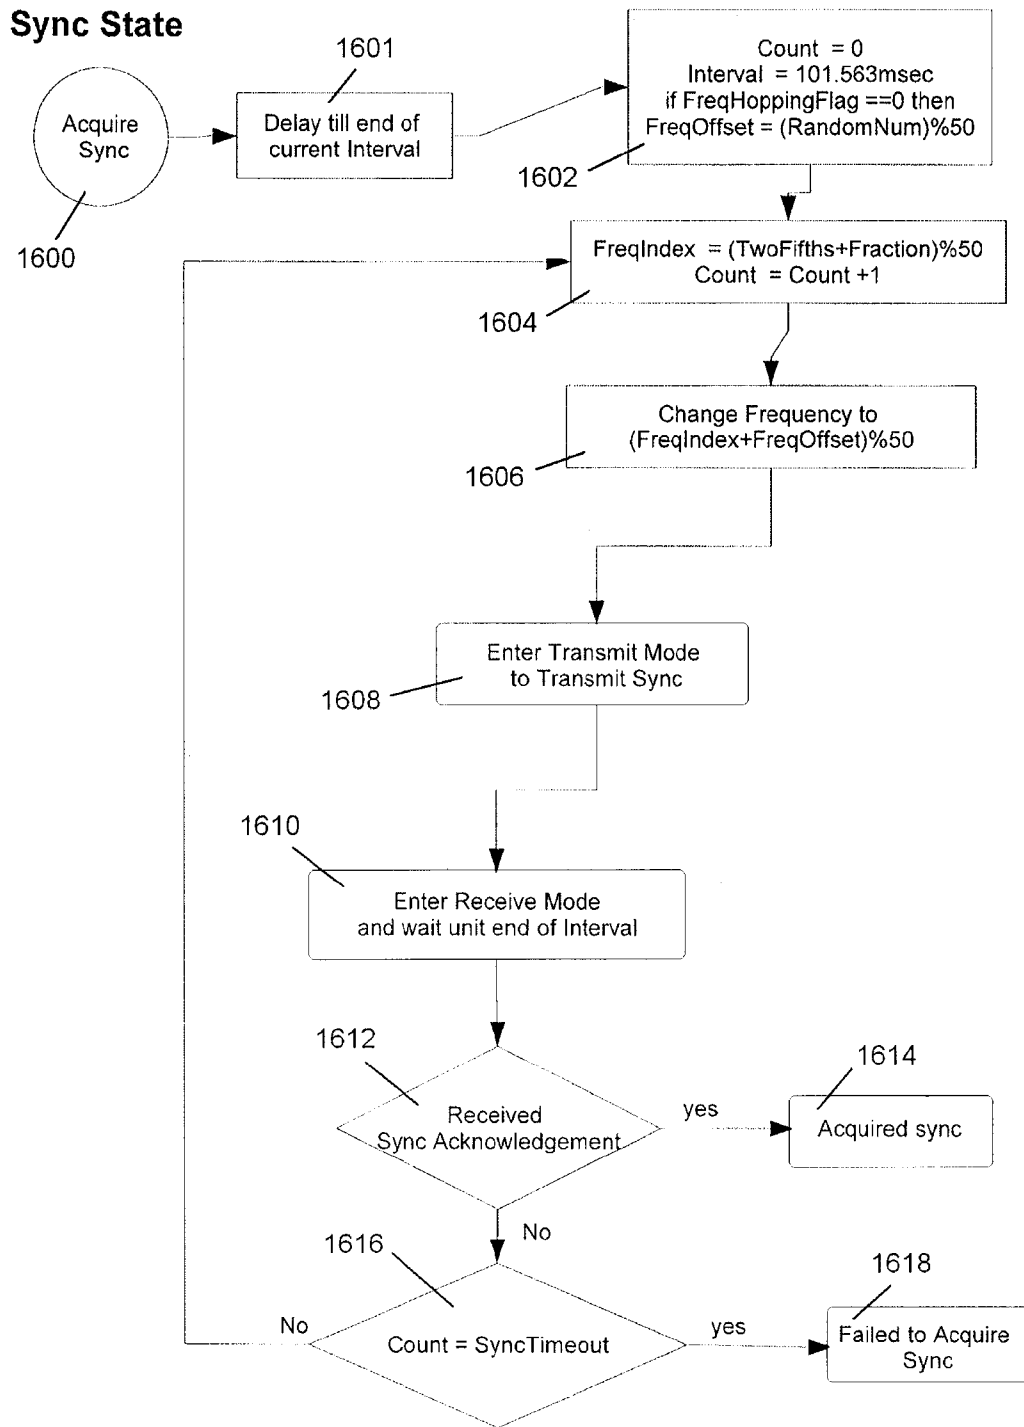 Sync State
1601
Acquire
Sync
1600
Delay till end of
current Interval
Count = 0
Interval = 101.563msec
if FreqHoppingFlag ==0 then
FreqOffset = (RandomNum)%50
1602
FreqIndex = (TwoFifths+Fraction)%50
Count = Count +1
1604
Change Frequency to
(FreqIndex+FreqOffset)%50
1606
Enter Transmit Mode
to Transmit Sync
1608
1610
Enter Receive Mode
and wait unit end of Interval
1612
Received
Sync Acknowledgement
yes
1614
Acquired sync
No
1616
Count = SyncTimeout
No
yes
1618
Failed to Acquire
Sync